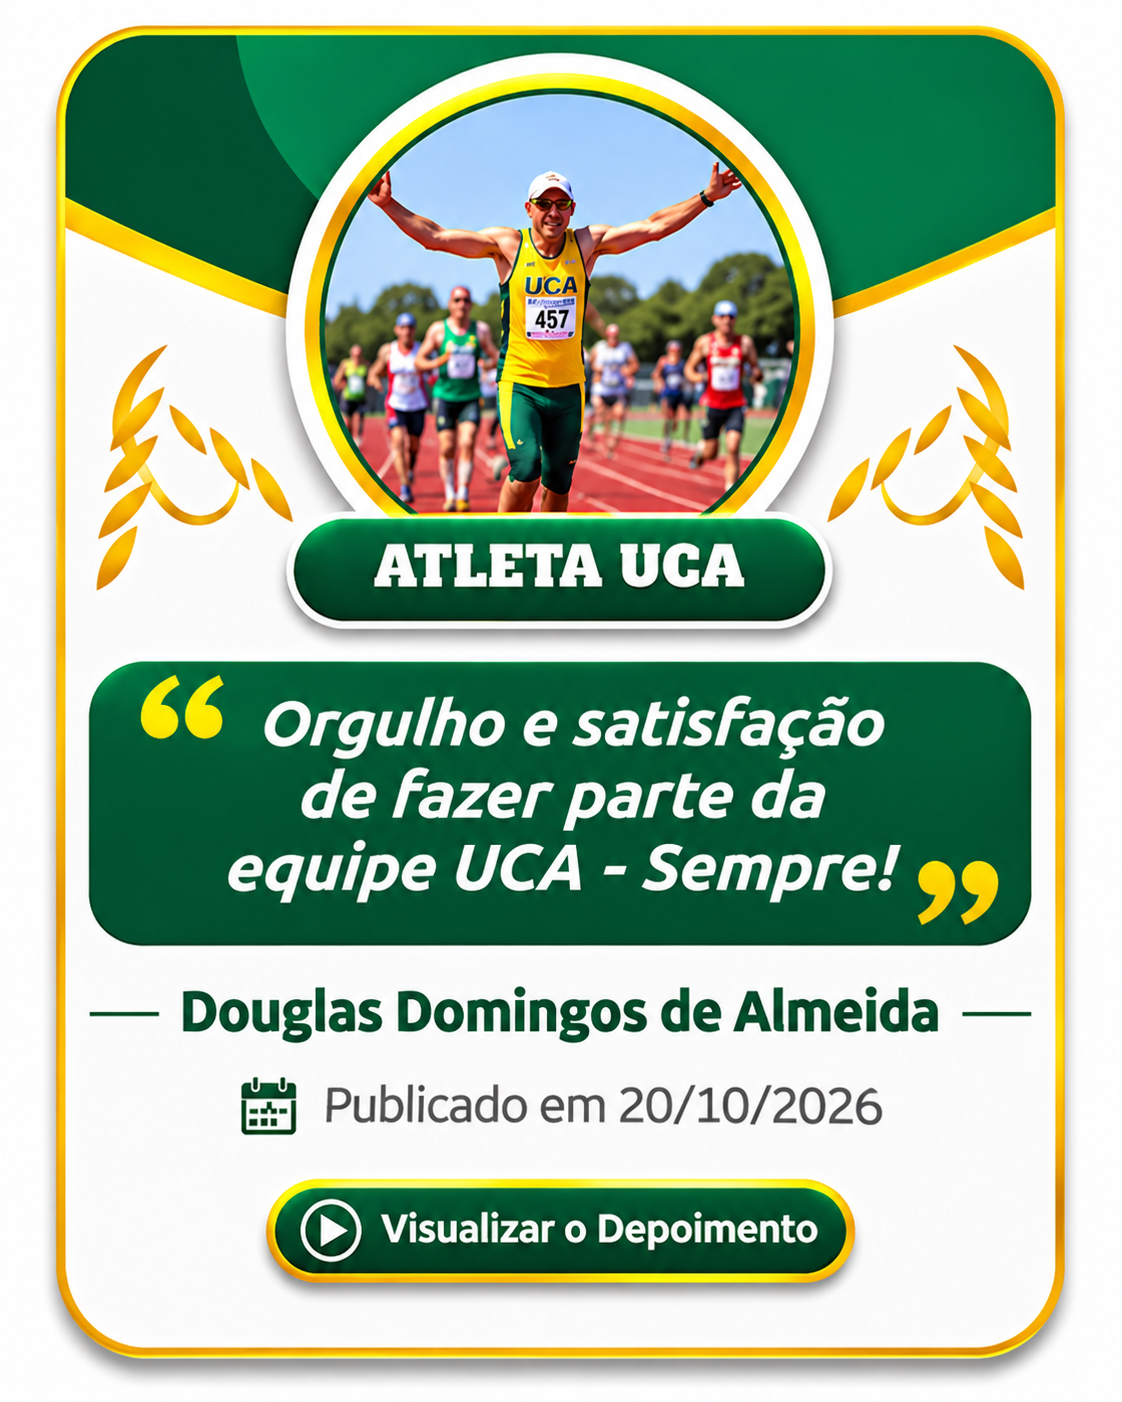 UCA
457
ATLETA UCA
“ Orgulho e satisfação
de fazer parte da
equipe UCA - Sempre! ”
Douglas Domingos de Almeida
Publicado em 20/10/2026
Visualizar o Depoimento